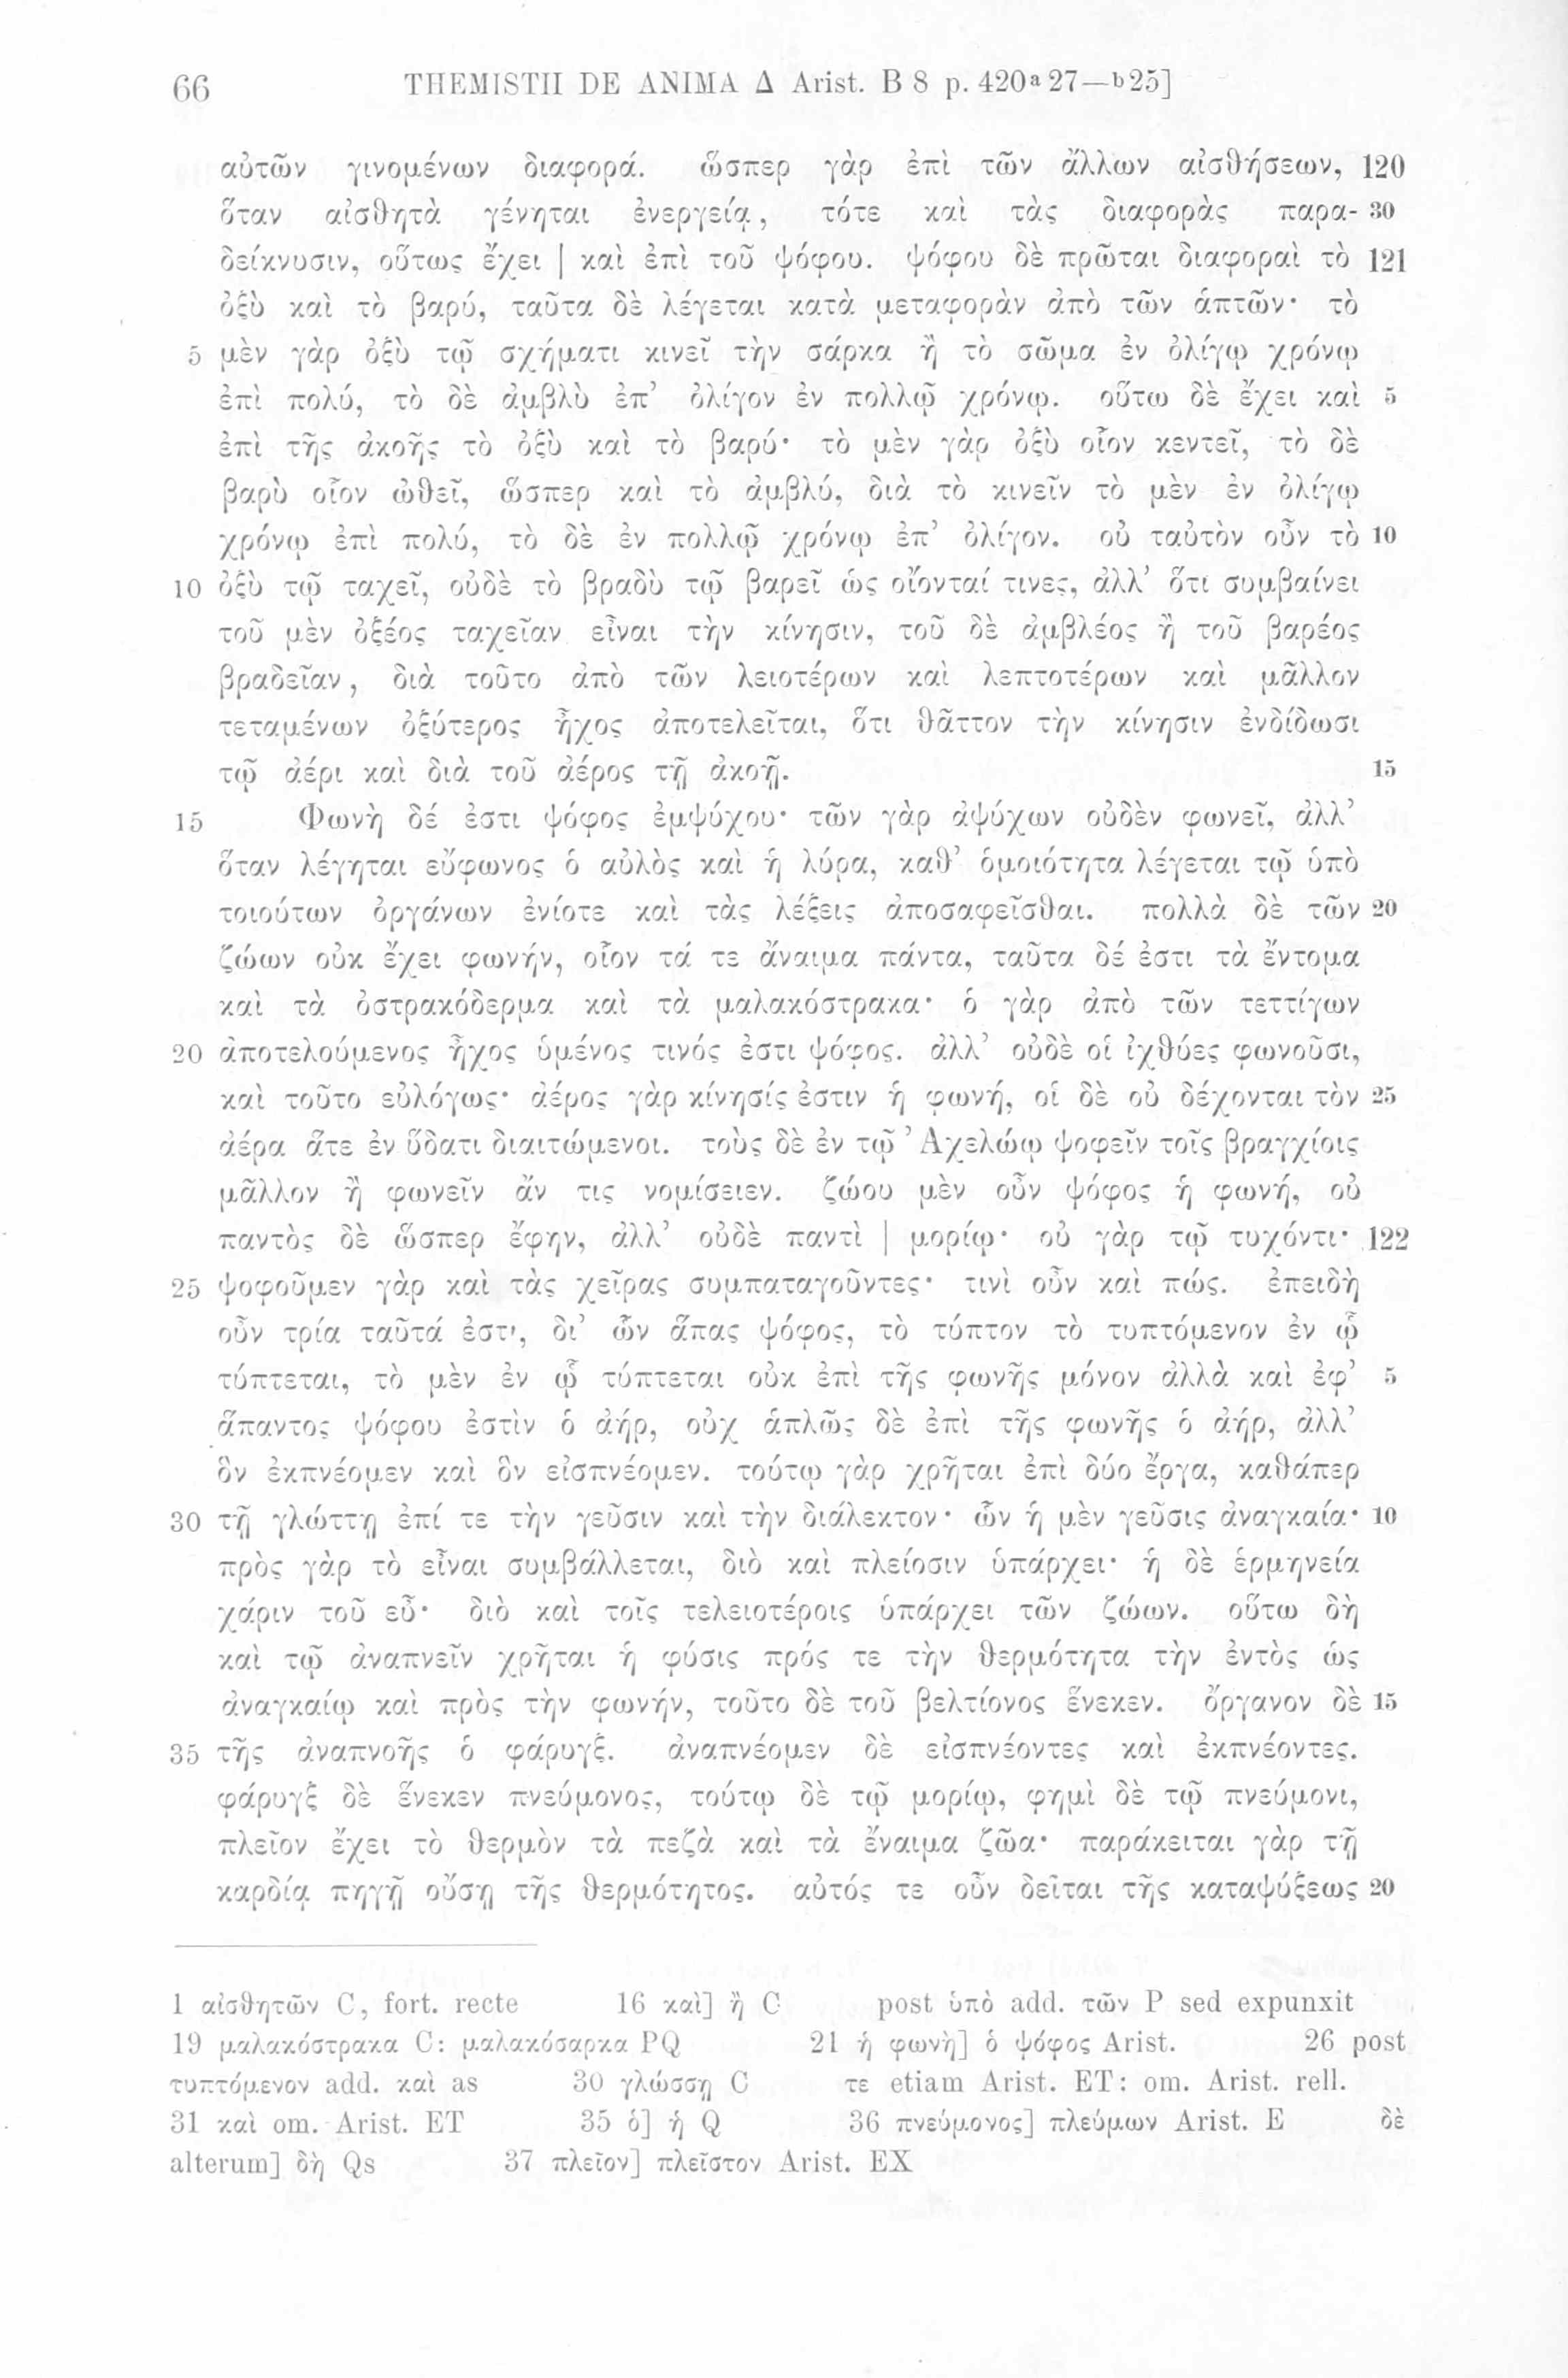 66 THEMISTII DE ANIMA Δ Arist. B 8 p. 420a27—b25]
αὐτῶν γινομένων διαφορά. ὥσπερ γὰρ ἐπὶ τῶν ἄλλων αἰσθήσεων, 120
ὅταν αἰσθητὰ γένηται ἐνεργείᾳ, τότε καὶ τὰς διαφορὰς παρα- 30
δείκνυσιν, οὕτως ἔχει | καὶ ἐπὶ τοῦ ψόφου. ψόφου δὲ πρῶται διαφοραὶ τὸ 121
ὀξὺ καὶ τὸ βαρύ, ταῦτα δὲ λέγεται κατὰ μεταφορὰν ἀπὸ τῶν ἁπτῶν· τὸ
5 μὲν γὰρ ὀξὺ τῷ σχήματι κινεῖ τὴν σάρκα ἢ τὸ σῶμα ἐν ὀλίγῳ χρόνῳ
ἐπὶ πολύ, τὸ δὲ ἀμβλὺ ἐπ’ ὀλίγον ἐν πολλῷ χρόνῳ. οὕτω δὲ ἔχει καὶ 5
ἐπὶ τῆς ἀκοῆς τὸ ὀξὺ καὶ τὸ βαρύ· τὸ μὲν γὰρ ὀξὺ οἷον κεντεῖ, τὸ δὲ
βαρὺ οἷον ὠθεῖ, ὥσπερ καὶ τὸ ἀμβλύ, διὰ τὸ κινεῖν τὸ μὲν ἐν ὀλίγῳ
χρόνῳ ἐπὶ πολύ, τὸ δὲ ἐν πολλῷ χρόνῳ ἐπ’ ὀλίγον. οὐ ταὐτὸν οὖν τὸ 10
10 ὀξὺ τῷ ταχεῖ, οὐδὲ τὸ βραδὺ τῷ βαρεῖ ὡς οἴονταί τινες, ἀλλ’ ὅτι συμβαίνει
τοῦ μὲν ὀξέος ταχεῖαν εἶναι τὴν κίνησιν, τοῦ δὲ ἀμβλέος ἢ τοῦ βαρέος
βραδεῖαν, διὰ τοῦτο ἀπὸ τῶν λειοτέρων καὶ λεπτοτέρων καὶ μᾶλλον
τεταμένων ὀξύτερος ἦχος ἀποτελεῖται, ὅτι θᾶττον τὴν κίνησιν ἐνδίδωσι
τῷ ἀέρι καὶ διὰ τοῦ ἀέρος τῇ ἀκοῇ. 15
15 Φωνὴ δέ ἐστι ψόφος ἐμψύχου· τῶν γὰρ ἀψύχων οὐδὲν φωνεῖ, ἀλλ’
ὅταν λέγηται εὔφωνος ὁ αὐλὸς καὶ ἡ λύρα, καθ’ ὁμοιότητα λέγεται τῷ ὑπὸ
τοιούτων ὀργάνων ἐνίοτε καὶ τὰς λέξεις ἀποσαφεῖσθαι. πολλὰ δὲ τῶν 20
ζώων οὐκ ἔχει φωνήν, οἷον τά τε ἄναιμα πάντα, ταῦτα δέ ἐστι τὰ ἔντομα
καὶ τὰ ὀστρακόδερμα καὶ τὰ μαλακόστρακα· ὁ γὰρ ἀπὸ τῶν τεττίγων
20 ἀποτελούμενος ἦχος ὑμένος τινός ἐστι ψόφος. ἀλλ’ οὐδὲ οἱ ἰχθύες φωνοῦσι,
καὶ τοῦτο εὐλόγως· ἀέρος γὰρ κίνησίς ἐστιν ἡ φωνή, οἱ δὲ οὐ δέχονται τὸν 25
ἀέρα ἅτε ἐν ὕδατι διαιτώμενοι. τοὺς δὲ ἐν τῷ Ἀχελώῳ ψοφεῖν τοῖς βραγχίοις
μᾶλλον ἢ φωνεῖν ἄν τις νομίσειεν. ζώου μὲν οὖν ψόφος ἡ φωνή, οὐ
παντὸς δὲ ὥσπερ ἔφην, ἀλλ’ οὐδὲ παντὶ | μορίῳ· οὐ γὰρ τῷ τυχόντι· 122
25 ψοφοῦμεν γὰρ καὶ τὰς χεῖρας συμπαταγοῦντες· τινὶ οὖν καὶ πώς. ἐπειδὴ
οὖν τρία ταῦτά ἐστι, δι’ ὧν ἅπας ψόφος, τὸ τύπτον τὸ τυπτόμενον ἐν ᾧ
τύπτεται, τὸ μὲν ἐν ᾧ τύπτεται οὐκ ἐπὶ τῆς φωνῆς μόνον ἀλλὰ καὶ ἐφ’ 5
ἅπαντος ψόφου ἐστὶν ὁ ἀήρ, οὐχ ἁπλῶς δὲ ἐπὶ τῆς φωνῆς ὁ ἀήρ, ἀλλ’
ὃν ἐκπνέομεν καὶ ὃν εἰσπνέομεν. τούτῳ γὰρ χρῆται ἐπὶ δύο ἔργα, καθάπερ
30 τῇ γλώττῃ ἐπί τε τὴν γεῦσιν καὶ τὴν διάλεκτον· ὧν ἡ μὲν γεῦσις ἀναγκαία· 10
πρὸς γὰρ τὸ εἶναι συμβάλλεται, διὸ καὶ πλείοσιν ὑπάρχει· ἡ δὲ ἑρμηνεία
χάριν τοῦ εὖ· διὸ καὶ τοῖς τελειοτέροις ὑπάρχει τῶν ζώων. οὕτω δὴ
καὶ τῷ ἀναπνεῖν χρῆται ἡ φύσις πρός τε τὴν θερμότητα τὴν ἐντὸς ὡς
ἀναγκαίῳ καὶ πρὸς τὴν φωνήν, τοῦτο δὲ τοῦ βελτίονος ἕνεκεν. ὄργανον δὲ 15
35 τῆς ἀναπνοῆς ὁ φάρυγξ. ἀναπνέομεν δὲ εἰσπνέοντες καὶ ἐκπνέοντες.
φάρυγξ δὲ ἕνεκεν πνεύμονος, τούτῳ δὲ τῷ μορίῳ, φημὶ δὲ τῷ πνεύμονι,
πλεῖον ἔχει τὸ θερμὸν τὰ πεζὰ καὶ τὰ ἔναιμα ζῶα· παράκειται γὰρ τῇ
καρδίᾳ πηγῇ οὔσῃ τῆς θερμότητος. αὐτός τε οὖν δεῖται τῆς καταψύξεως 20
1 αἰσθητῶν C, fort. recte 16 καὶ] ἢ C post ὑπὸ add. τῶν P sed expunxit
19 μαλακόστρακα C: μαλακόσαρκα PQ 21 ἡ φωνὴ] ὁ ψόφος Arist. 26 post
τυπτόμενον add. καὶ as 30 γλώσσῃ C τε etiam Arist. ET: om. Arist. rell.
31 καὶ om. Arist. ET 35 ὁ] ἡ Q 36 πνεύμονος] πλεύμων Arist. E δὲ
alterum] δὴ Qs 37 πλεῖον] πλεῖστον Arist. EX